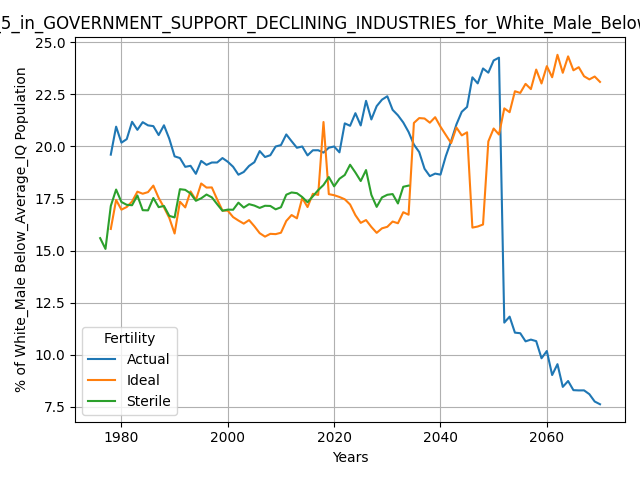 _5_in_GOVERNMENT_SUPPORT_DECLINING_INDUSTRIES_for_White_Male_Below
% of White_Male Below_Average_IQ Population
25.0
22.5
20.0
17.5
15.0
12.5
10.0
7.5
Fertility
Actual
Ideal
Sterile
1980
2000
2020
2040
2060
Years